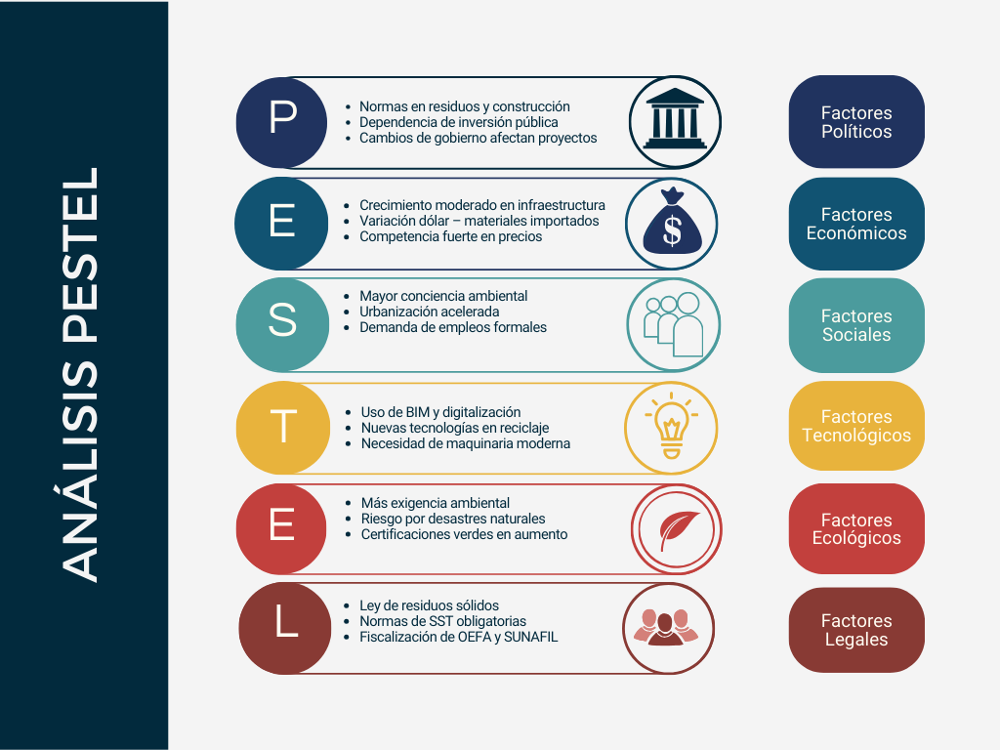 ANÁLISIS PESTEL
P
• Normas en residuos y construcción
• Dependencia de inversión pública
• Cambios de gobierno afectan proyectos
Factores
Políticos
E
• Crecimiento moderado en infraestructura
• Variación dólar – materiales importados
• Competencia fuerte en precios
$
Factores
Económicos
S
• Mayor conciencia ambiental
• Urbanización acelerada
• Demanda de empleos formales
Factores
Sociales
T
• Uso de BIM y digitalización
• Nuevas tecnologías en reciclaje
• Necesidad de maquinaria moderna
Factores
Tecnológicos
E
• Más exigencia ambiental
• Riesgo por desastres naturales
• Certificaciones verdes en aumento
Factores
Ecológicos
L
• Ley de residuos sólidos
• Normas de SST obligatorias
• Fiscalización de OEFA y SUNAFIL
Factores
Legales